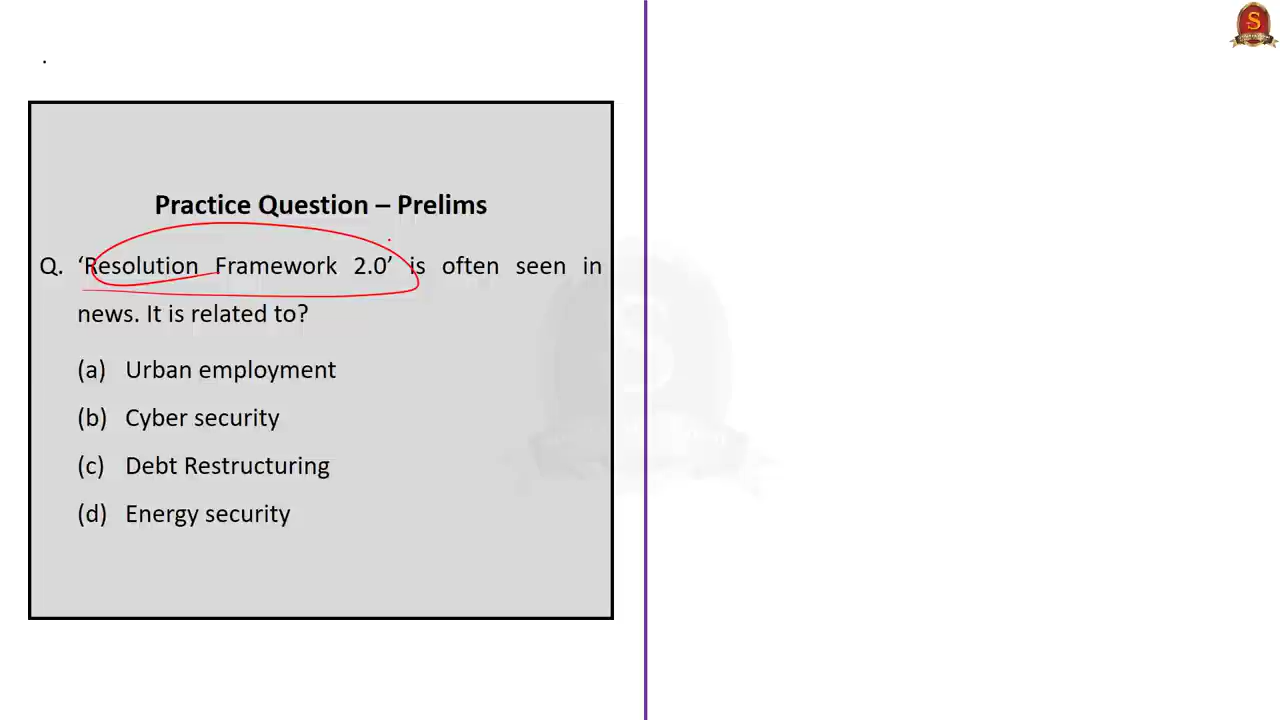 S
Practice Question – Prelims
Q. ‘Resolution Framework 2.0’ is often seen in
news. It is related to?
(a) Urban employment
(b) Cyber security
(c) Debt Restructuring
(d) Energy security